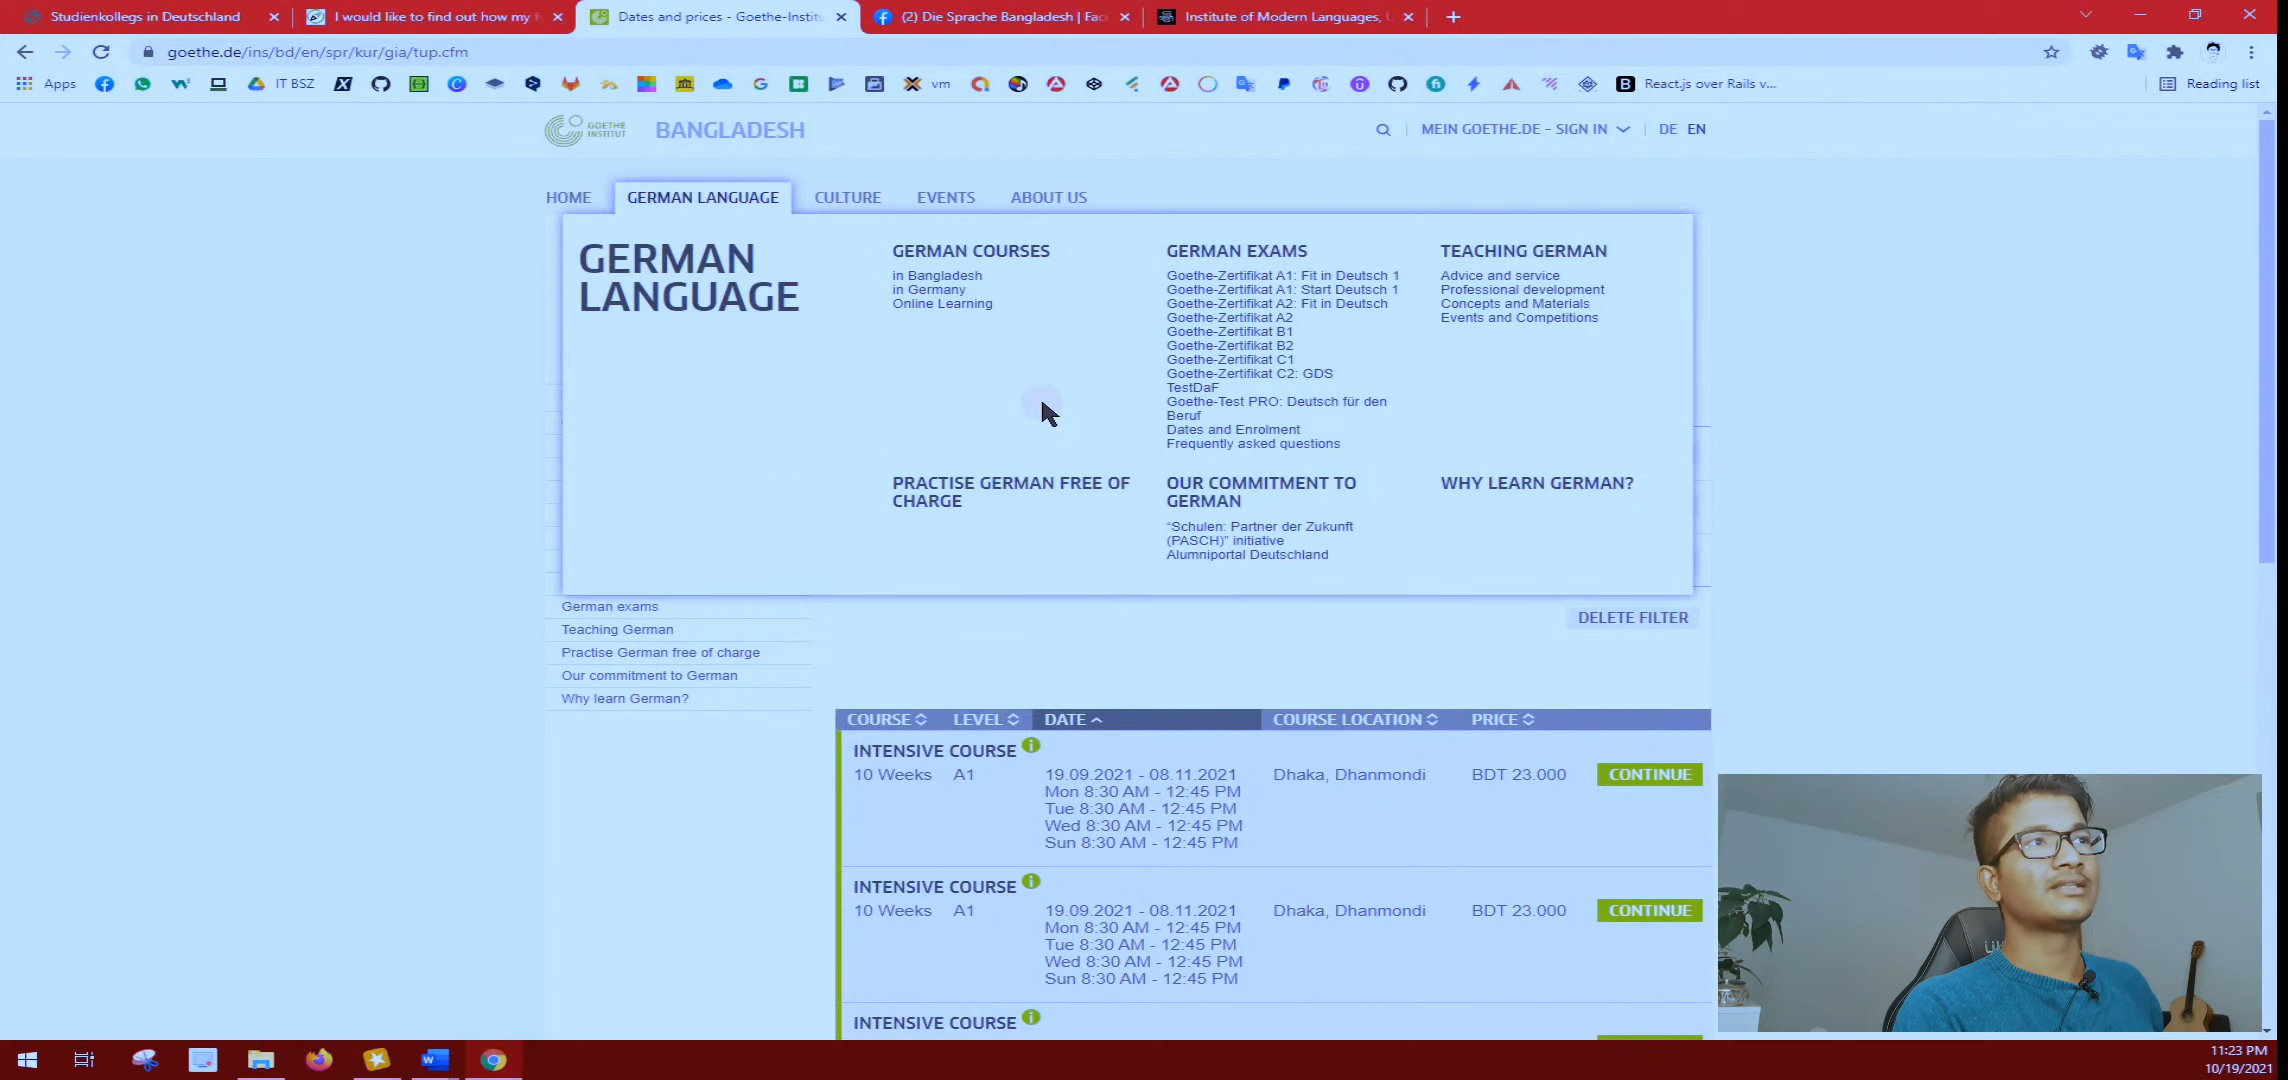 Studienkollegs in Deutschland
I would like to find out how my f
Dates and prices - Goethe-Institu
(2) Die Sprache Bangladesh | Fac
Institute of Modern Languages, U
goethe.de/ins/bd/en/spr/kur/gia/tup.cfm
Apps
IT BSZ
vm
React.js over Rails v...
Reading list
GOETHE
INSTITUT
BANGLADESH
MEIN GOETHE.DE - SIGN IN
DE EN
HOME
GERMAN LANGUAGE
CULTURE
EVENTS
ABOUT US
GERMAN
LANGUAGE
GERMAN COURSES
in Bangladesh
in Germany
Online Learning
GERMAN EXAMS
Goethe-Zertifikat A1: Fit in Deutsch 1
Goethe-Zertifikat A1: Start Deutsch 1
Goethe-Zertifikat A2: Fit in Deutsch
Goethe-Zertifikat A2
Goethe-Zertifikat B1
Goethe-Zertifikat B2
Goethe-Zertifikat C1
Goethe-Zertifikat C2: GDS
TestDaF
Goethe-Test PRO: Deutsch für den
Beruf
Dates and Enrolment
Frequently asked questions
TEACHING GERMAN
Advice and service
Professional development
Concepts and Materials
Events and Competitions
PRACTISE GERMAN FREE OF
CHARGE
OUR COMMITMENT TO
GERMAN
“Schulen: Partner der Zukunft
(PASCH)” initiative
Alumniportal Deutschland
WHY LEARN GERMAN?
German exams
Teaching German
Practise German free of charge
Our commitment to German
Why learn German?
DELETE FILTER
COURSE LEVEL DATE COURSE LOCATION PRICE
INTENSIVE COURSE
10 Weeks A1 19.09.2021 - 08.11.2021 Dhaka, Dhanmondi BDT 23.000 CONTINUE
Mon 8:30 AM - 12:45 PM
Tue 8:30 AM - 12:45 PM
Wed 8:30 AM - 12:45 PM
Sun 8:30 AM - 12:45 PM
INTENSIVE COURSE
10 Weeks A1 19.09.2021 - 08.11.2021 Dhaka, Dhanmondi BDT 23.000 CONTINUE
Mon 8:30 AM - 12:45 PM
Tue 8:30 AM - 12:45 PM
Wed 8:30 AM - 12:45 PM
Sun 8:30 AM - 12:45 PM
INTENSIVE COURSE
11:23 PM
10/19/2021